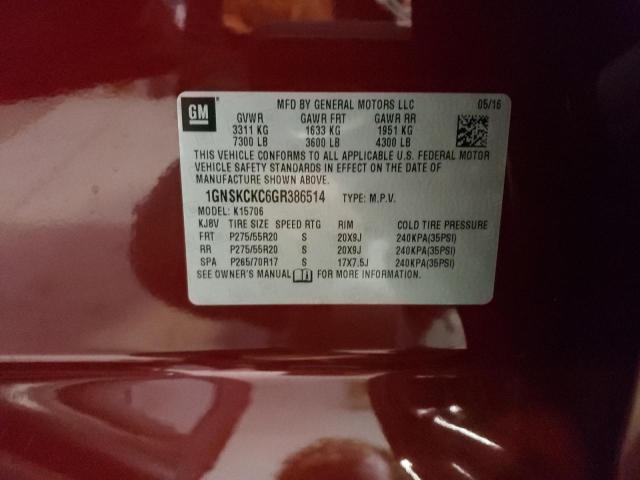 GM
MFD BY GENERAL MOTORS LLC 05/16
GVWR GAWR FRT GAWR RR
3311 KG 1633 KG 1951 KG
7300 LB 3600 LB 4300 LB
THIS VEHICLE CONFORMS TO ALL APPLICABLE U.S. FEDERAL MOTOR
VEHICLE SAFETY STANDARDS IN EFFECT ON THE DATE OF
MANUFACTURE SHOWN ABOVE.
1GNSKCKC6GR386514 TYPE: M.P.V.
MODEL: K15706
KJBV TIRE SIZE SPEED RTG RIM COLD TIRE PRESSURE
FRT P275/55R20 S 20X9J 240KPA(35PSI)
RR P275/55R20 S 20X9J 240KPA(35PSI)
SPA P265/70R17 S 17X7.5J 240KPA(35PSI)
SEE OWNER'S MANUAL FOR MORE INFORMATION.